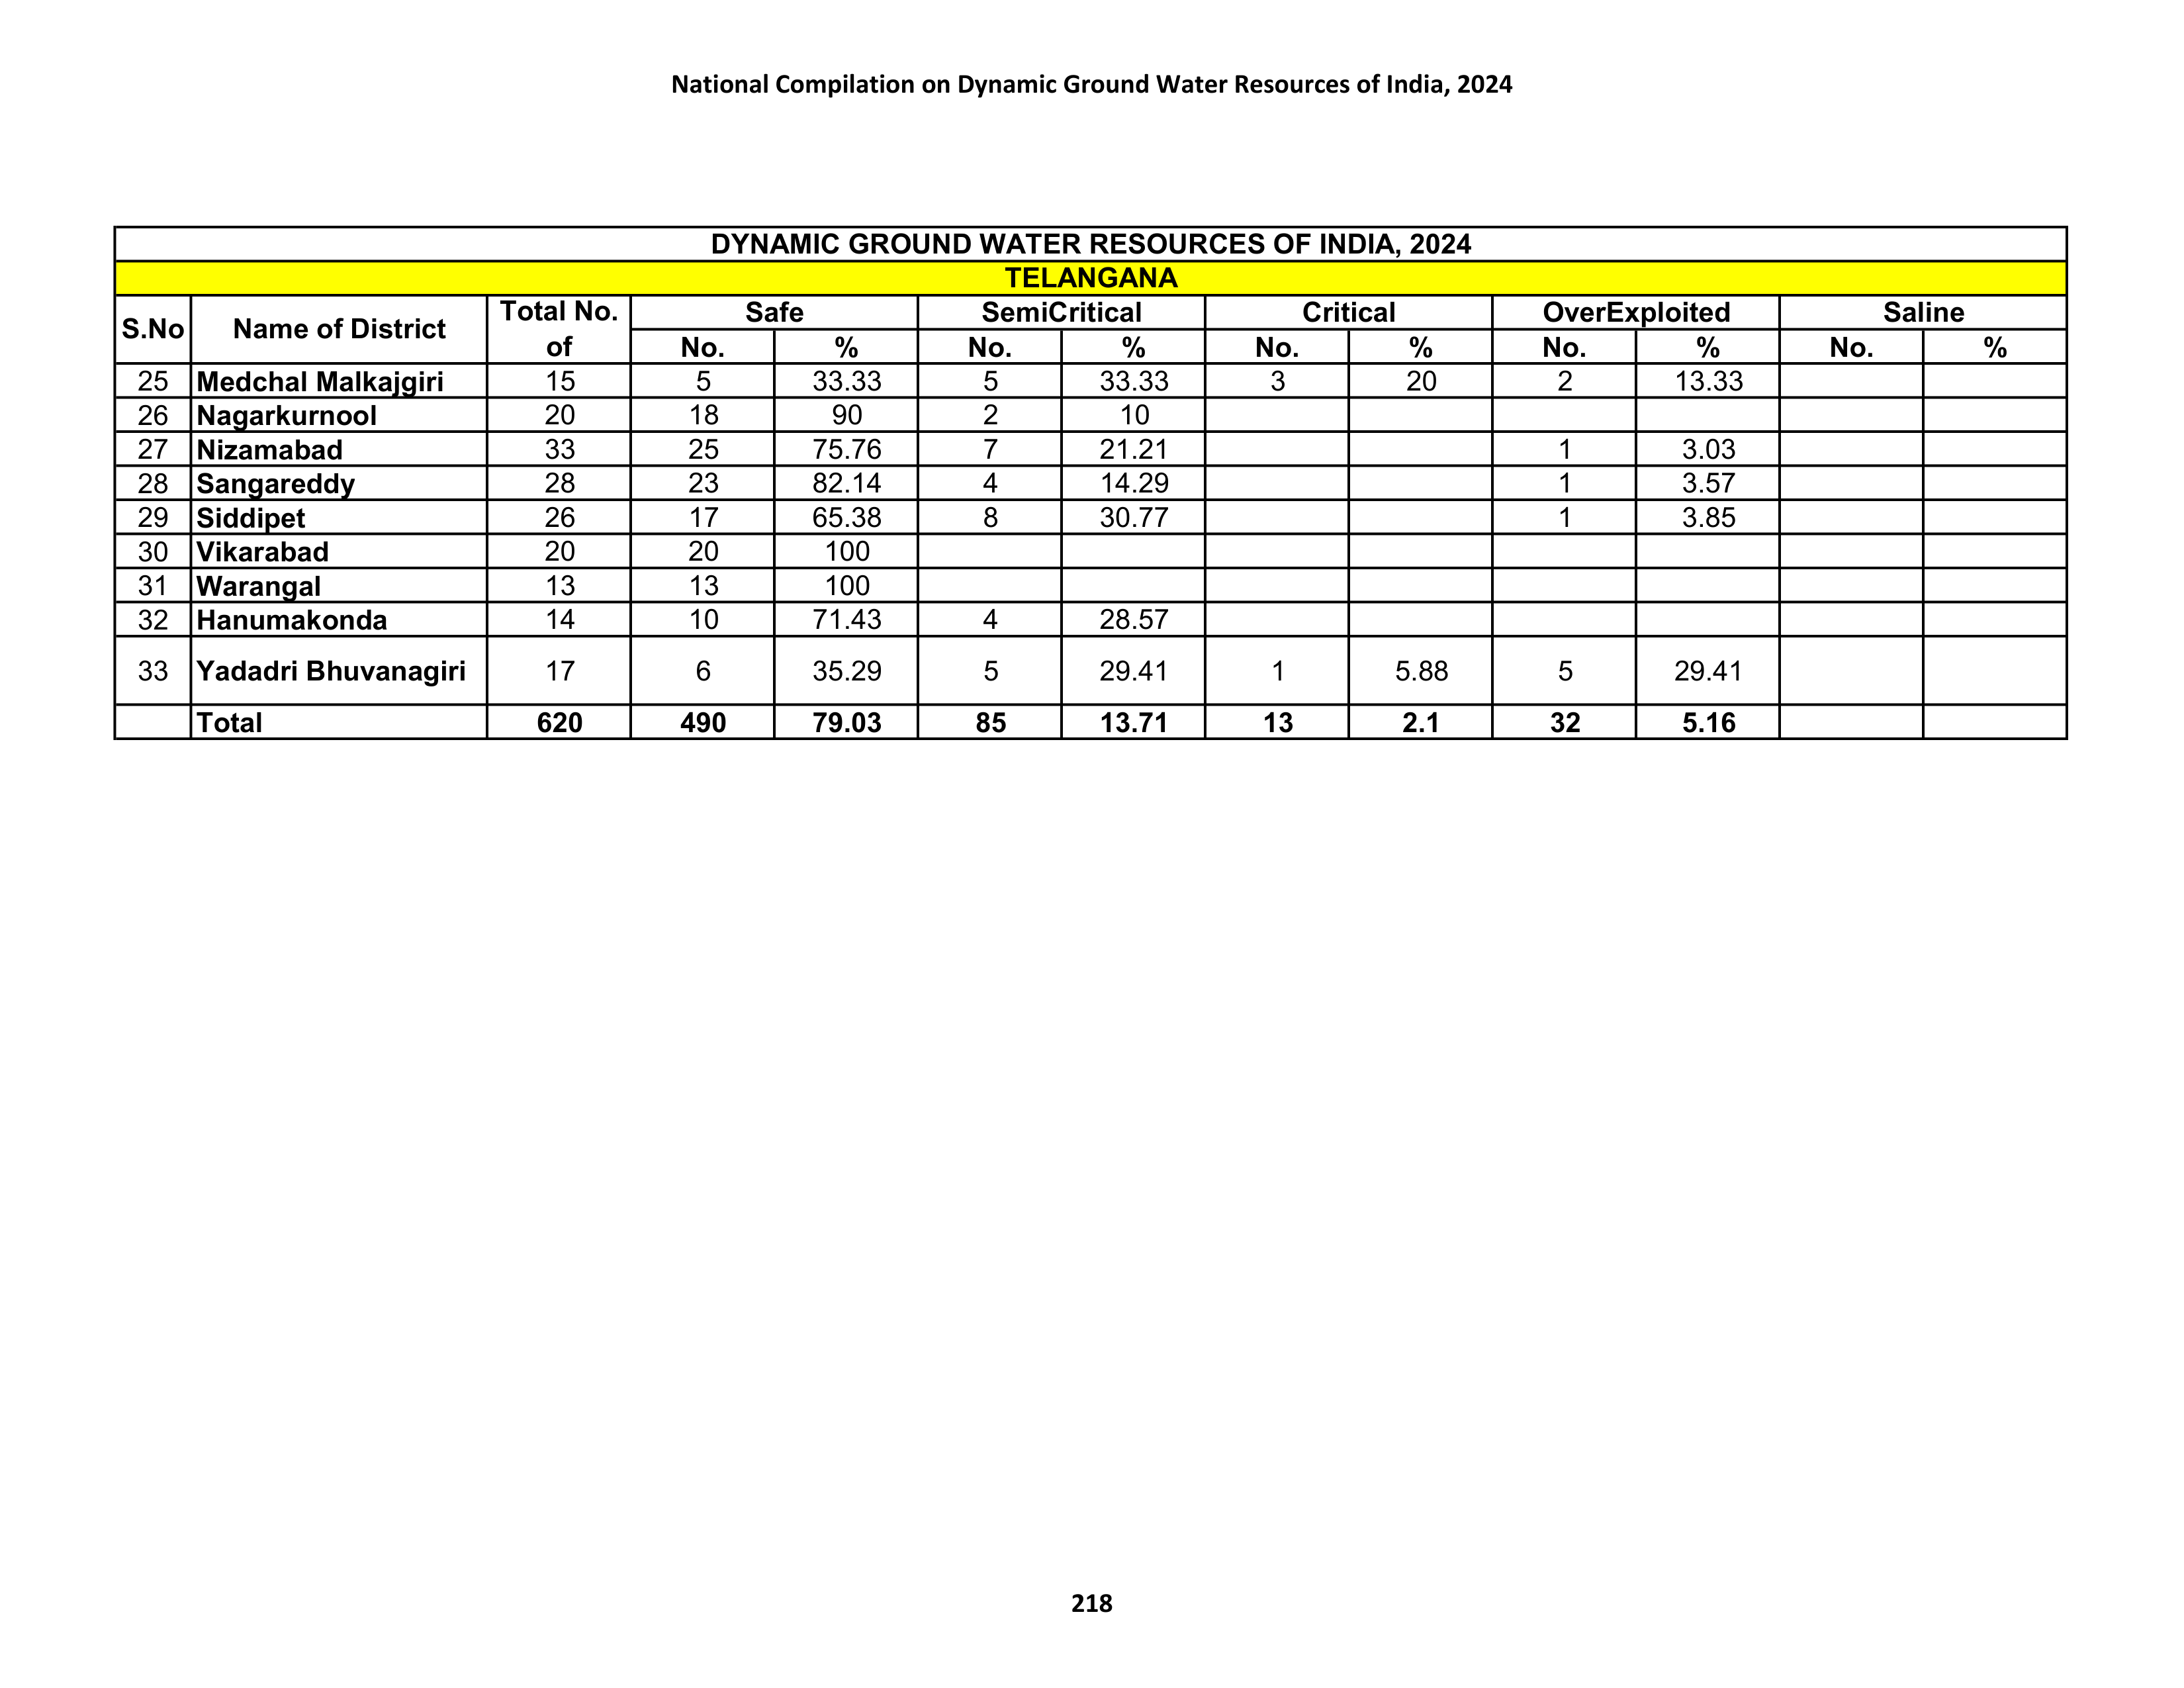 National Compilation on Dynamic Ground Water Resources of India, 2024
DYNAMIC GROUND WATER RESOURCES OF INDIA, 2024
TELANGANA
S.No Name of District Total No. of Safe SemiCritical Critical OverExploited Saline
No. % No. % No. % No. % No. %
25 Medchal Malkajgiri 15 5 33.33 5 33.33 3 20 2 13.33
26 Nagarkurnool 20 18 90 2 10
27 Nizamabad 33 25 75.76 7 21.21 1 3.03
28 Sangareddy 28 23 82.14 4 14.29 1 3.57
29 Siddipet 26 17 65.38 8 30.77 1 3.85
30 Vikarabad 20 20 100
31 Warangal 13 13 100
32 Hanumakonda 14 10 71.43 4 28.57
33 Yadadri Bhuvanagiri 17 6 35.29 5 29.41 1 5.88 5 29.41
Total 620 490 79.03 85 13.71 13 2.1 32 5.16
218